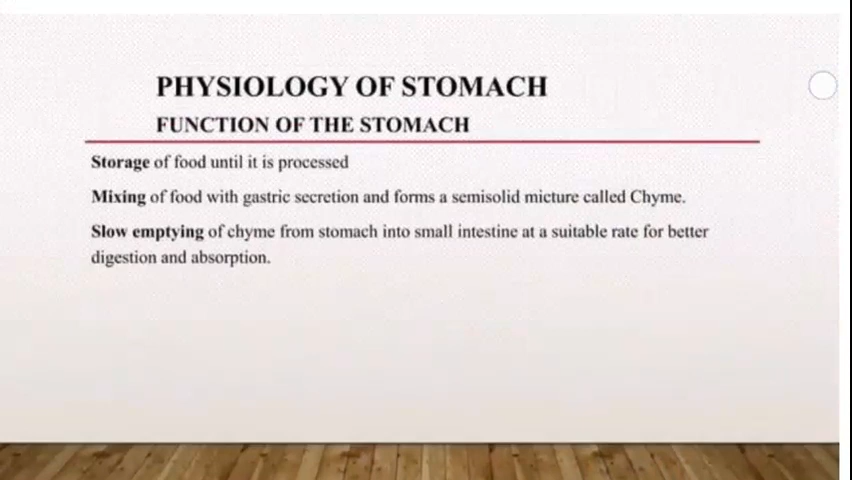 PHYSIOLOGY OF STOMACH
FUNCTION OF THE STOMACH
Storage of food until it is processed
Mixing of food with gastric secretion and forms a semisolid micture called Chyme.
Slow emptying of chyme from stomach into small intestine at a suitable rate for better
digestion and absorption.